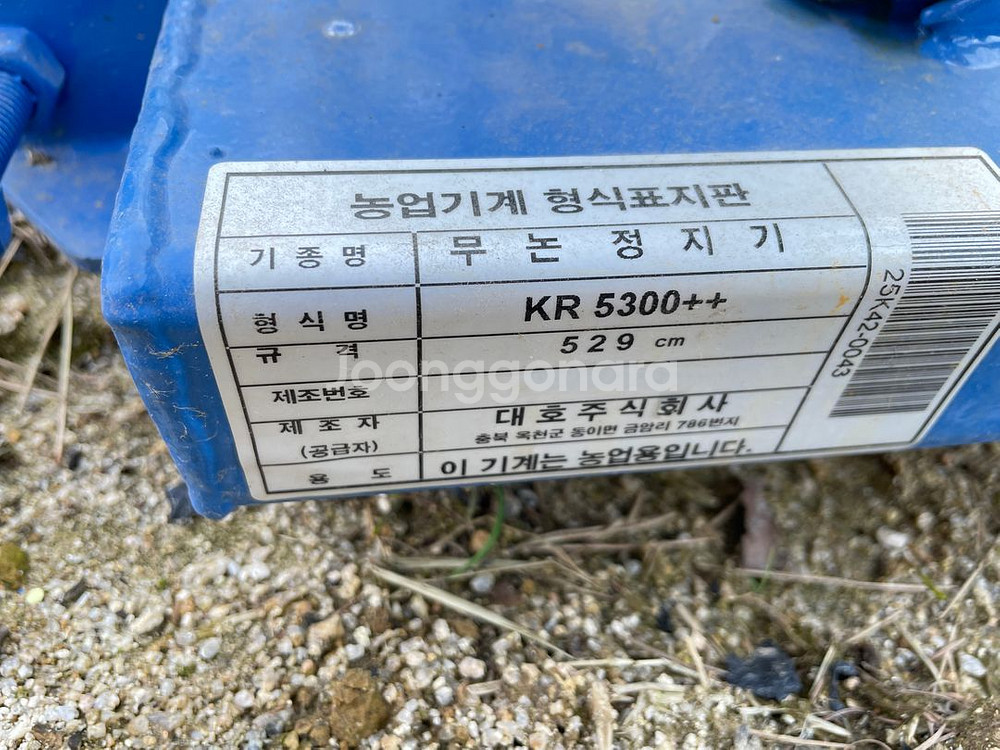 농업기계 형식표지판
기종명 무논정지기
형식명 KR 5300++
규격 529 cm
제조번호
제조자 대호주식회사
(공급자) 충북 옥천군 동이면 금암리 786번지
용도 이 기계는 농업용입니다.
25K42-0043
Joonggonara